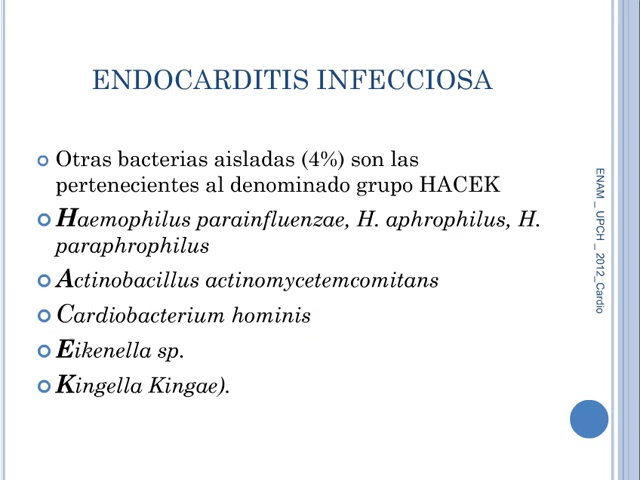 ENDOCARDITIS INFECCIOSA
Otras bacterias aisladas (4%) son las
pertenecientes al denominado grupo HACEK
Haemophilus parainfluenzae, H. aphrophilus, H.
paraphrophilus
Actinobacillus actinomycetemcomitans
Cardiobacterium hominis
Eikenella sp.
Kingella Kingae).
ENAM _ UPCH _ 2012_Cardio